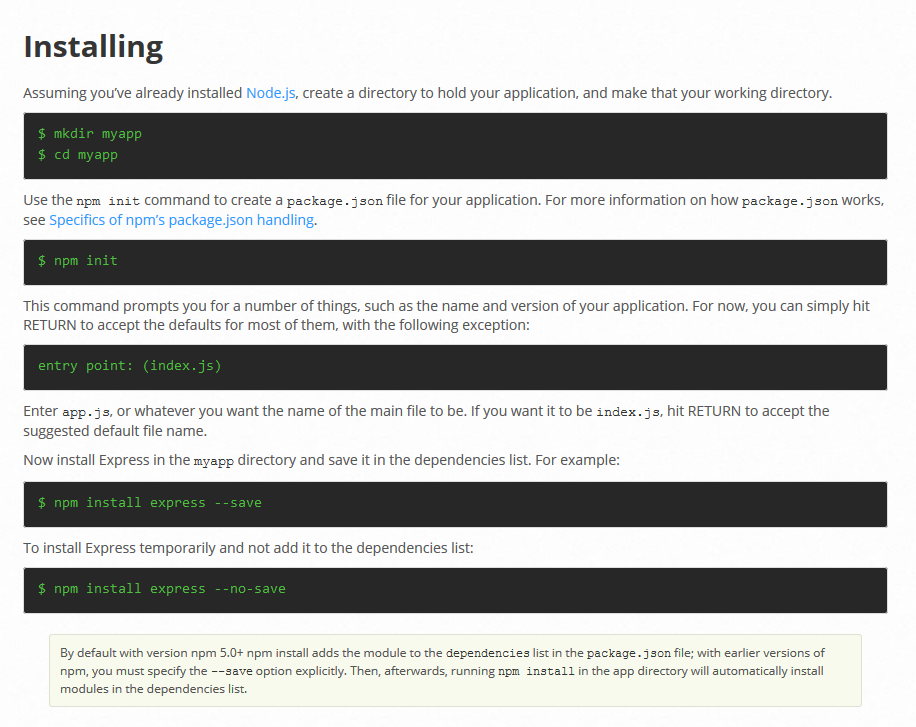 Installing
Assuming you’ve already installed Node.js, create a directory to hold your application, and make that your working directory.
$ mkdir myapp
$ cd myapp
Use the npm init command to create a package.json file for your application. For more information on how package.json works,
see Specifics of npm’s package.json handling.
$ npm init
This command prompts you for a number of things, such as the name and version of your application. For now, you can simply hit
RETURN to accept the defaults for most of them, with the following exception:
entry point: (index.js)
Enter app.js, or whatever you want the name of the main file to be. If you want it to be index.js, hit RETURN to accept the
suggested default file name.
Now install Express in the myapp directory and save it in the dependencies list. For example:
$ npm install express --save
To install Express temporarily and not add it to the dependencies list:
$ npm install express --no-save
By default with version npm 5.0+ npm install adds the module to the dependencies list in the package.json file; with earlier versions of
npm, you must specify the --save option explicitly. Then, afterwards, running npm install in the app directory will automatically install
modules in the dependencies list.